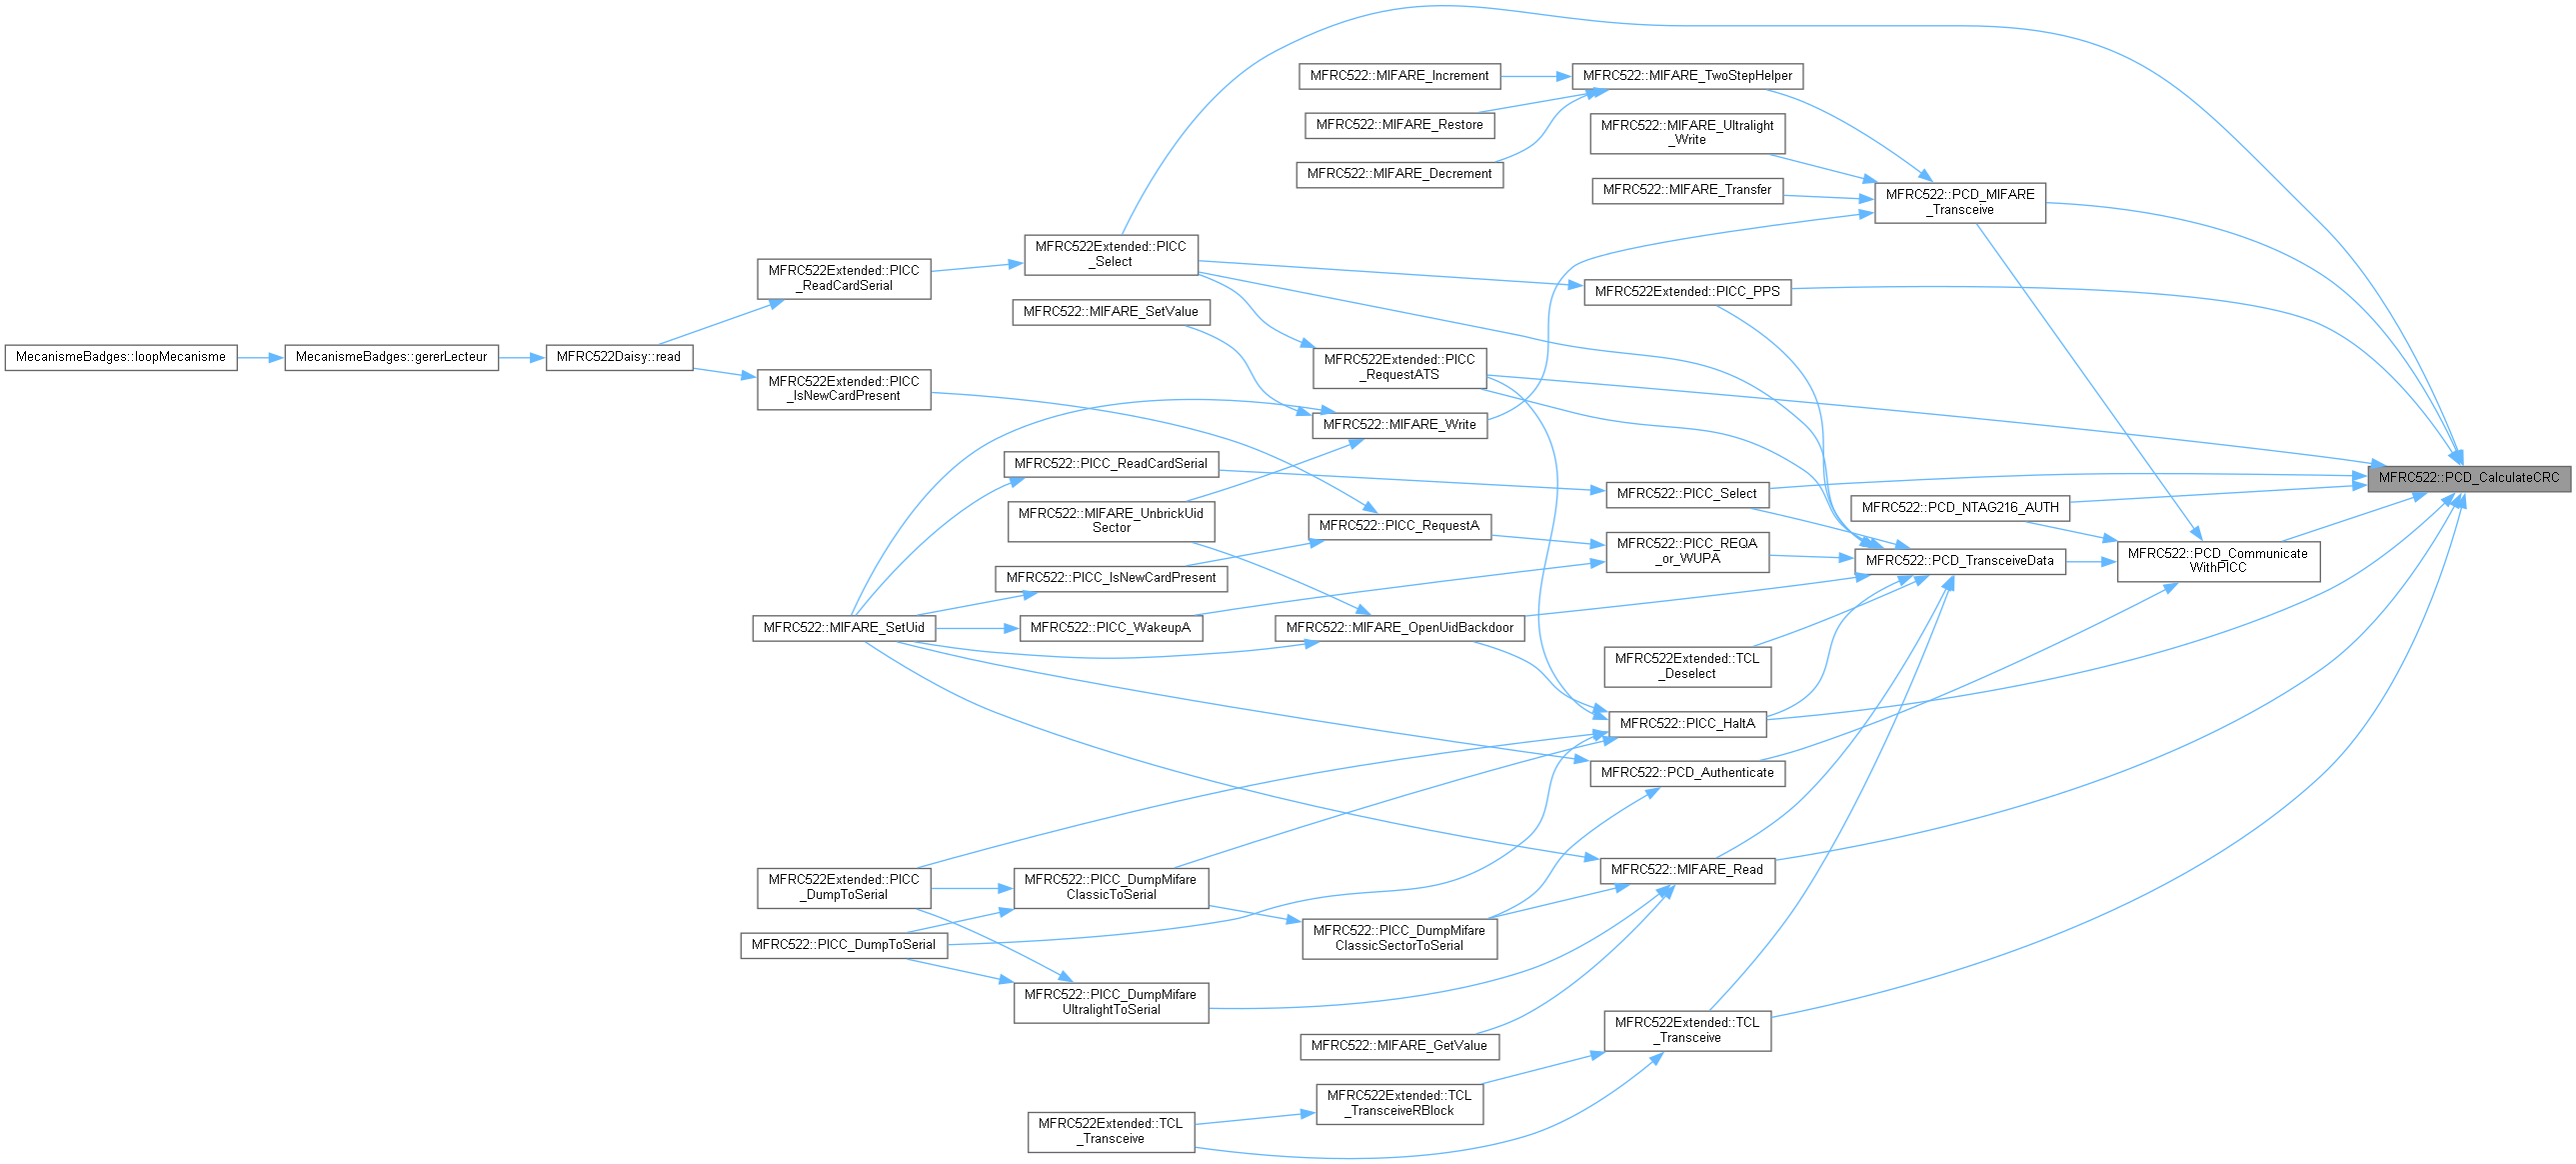 MFRC522::MIFARE_Increment
MFRC522::MIFARE_TwoStepHelper
MFRC522::MIFARE_Restore
MFRC522::MIFARE_Ultralight
_Write
MFRC522::MIFARE_Decrement
MFRC522::MIFARE_Transfer
MFRC522::PCD_MIFARE
_Transceive
MFRC522Extended::PICC
_Select
MFRC522Extended::PICC
_ReadCardSerial
MFRC522Extended::PICC_PPS
MFRC522::MIFARE_SetValue
MecanismeBadges::loopMecanisme
MecanismeBadges::gererLecteur
MFRC522Daisy::read
MFRC522Extended::PICC
_RequestATS
MFRC522Extended::PICC
_IsNewCardPresent
MFRC522::MIFARE_Write
MFRC522::PICC_ReadCardSerial
MFRC522::PCD_CalculateCRC
MFRC522::PICC_Select
MFRC522::PCD_NTAG216_AUTH
MFRC522::MIFARE_UnbrickUid
Sector
MFRC522::PICC_RequestA
MFRC522::PICC_REQA
_or_WUPA
MFRC522::PCD_TransceiveData
MFRC522::PCD_Communicate
WithPICC
MFRC522::PICC_IsNewCardPresent
MFRC522::MIFARE_SetUid
MFRC522::PICC_WakeupA
MFRC522::MIFARE_OpenUidBackdoor
MFRC522Extended::TCL
_Deselect
MFRC522::PICC_HaltA
MFRC522::PCD_Authenticate
MFRC522::MIFARE_Read
MFRC522Extended::PICC
_DumpToSerial
MFRC522::PICC_DumpMifare
ClassicToSerial
MFRC522::PICC_DumpMifare
ClassicSectorToSerial
MFRC522::PICC_DumpToSerial
MFRC522::PICC_DumpMifare
UltralightToSerial
MFRC522Extended::TCL
_Transceive
MFRC522::MIFARE_GetValue
MFRC522Extended::TCL
_TransceiveRBlock
MFRC522Extended::TCL
_Transceive